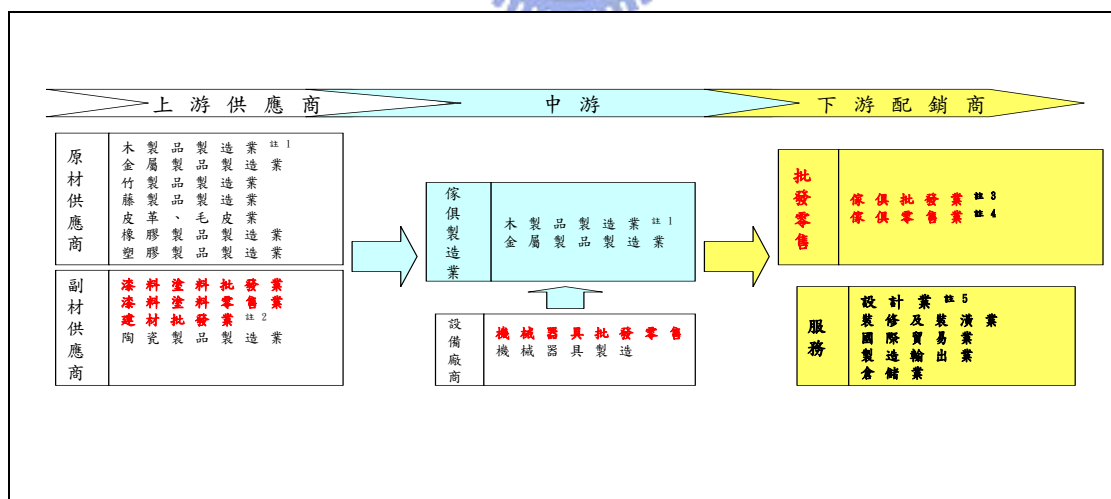 上游供應商
中游
下游配銷商
原材供應商
木製品製造業 註1
金屬製品製造業
竹製品製造業
藤製品製造業
皮革、毛皮業
橡膠製品製造業
塑膠製品製造業
副材供應商
漆料塗料批發業
漆料塗料零售業
建材批發業 註2
陶瓷製品製造業
傢俱製造業
木製品製造業 註1
金屬製品製造業
設備廠商
機械器具批發零售
機械器具製造
批發零售
傢俱批發業 註3
傢俱零售業 註4
服務
設計業 註5
裝修及裝潢業
國際貿易業
製造輸出業
倉儲業